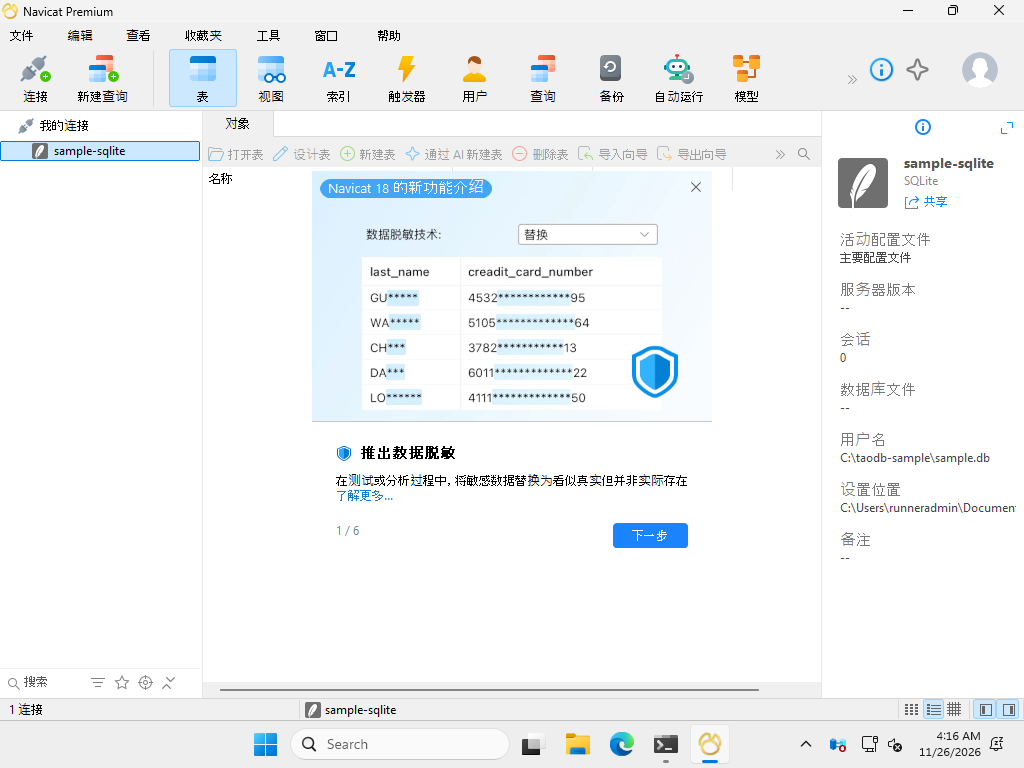 Navicat Premium
文件 编辑 查看 收藏夹 工具 窗口 帮助
连接 新建查询 表 视图 索引 触发器 用户 查询 备份 自动运行 模型
A-Z
我的连接
sample-sqlite
对象
打开表 设计表 新建表 通过 AI 新建表 删除表 导入向导 导出向导
名称
Navicat 18 的新功能介绍
数据脱敏技术: 替换
last_name creadit_card_number
GU***** 4532************95
WA***** 5105*************64
CH*** 3782***********13
DA*** 6011*************22
LO****** 4111*************50
推出数据脱敏
在测试或分析过程中, 将敏感数据替换为看似真实但并非实际存在
了解更多...
1 / 6
下一步
sample-sqlite
SQLite
共享
活动配置文件
主要配置文件
服务器版本
--
会话
0
数据库文件
--
用户名
C:\taodb-sample\sample.db
设置位置
C:\Users\runneradmin\Documen
备注
--
搜索
1 连接
sample-sqlite
Search
4:16 AM
11/26/2026